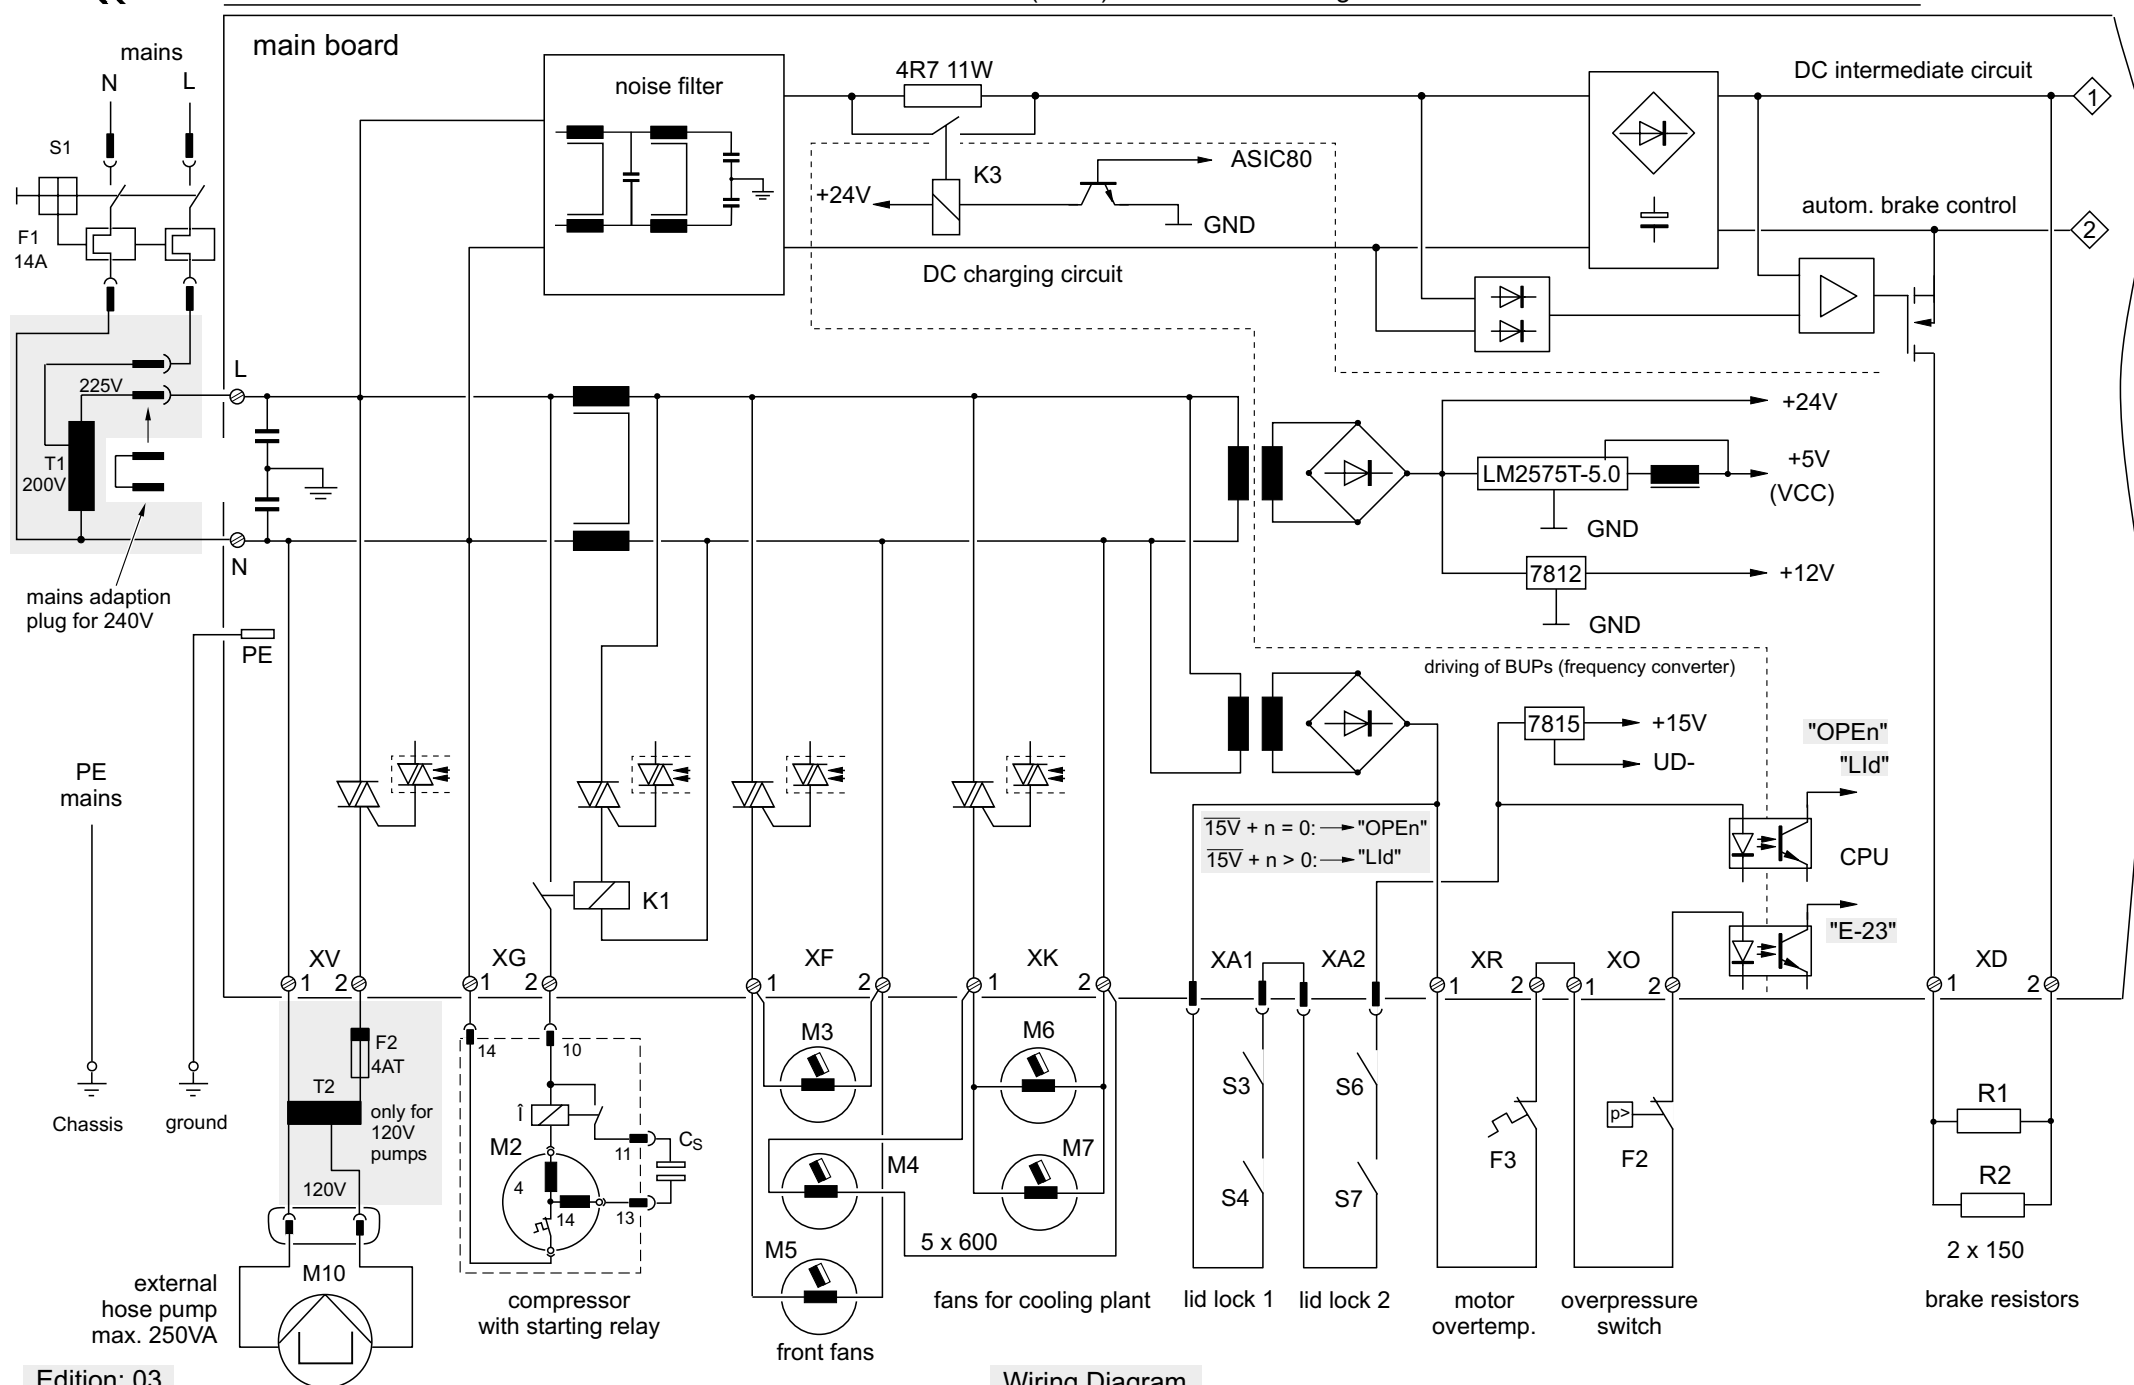 main board
mains
N
L
S1
F1
14A
noise filter
4R7 11W
K3
+24V
ASIC80
GND
DC charging circuit
DC intermediate circuit
1
autom. brake control
2
L
225V
T1
200V
N
mains adaption
plug for 240V
PE
+24V
LM2575T-5.0
+5V
(VCC)
GND
7812
+12V
GND
driving of BUPs (frequency converter)
7815
+15V
UD-
"OPEn"
"LId"
PE
mains
15V + n = 0: "OPEn"
15V + n > 0: "LId"
CPU
K1
"E-23"
XV
1
2
XG
1
2
XF
1
2
XK
1
2
XA1
XA2
XR
1
2
XO
1
2
XD
1
2
F2
4AT
T2
only for
120V
pumps
120V
14
10
Î
M2
4
14
11
13
CS
M3
M4
M5
M6
M7
5 x 600
S3
S4
S6
S7
F3
p>
F2
R1
R2
2 x 150
Chassis
ground
external
hose pump
max. 250VA
M10
compressor
with starting relay
front fans
fans for cooling plant
lid lock 1
lid lock 2
motor
overtemp.
overpressure
switch
brake resistors
Edition: 03
Wiring Diagram